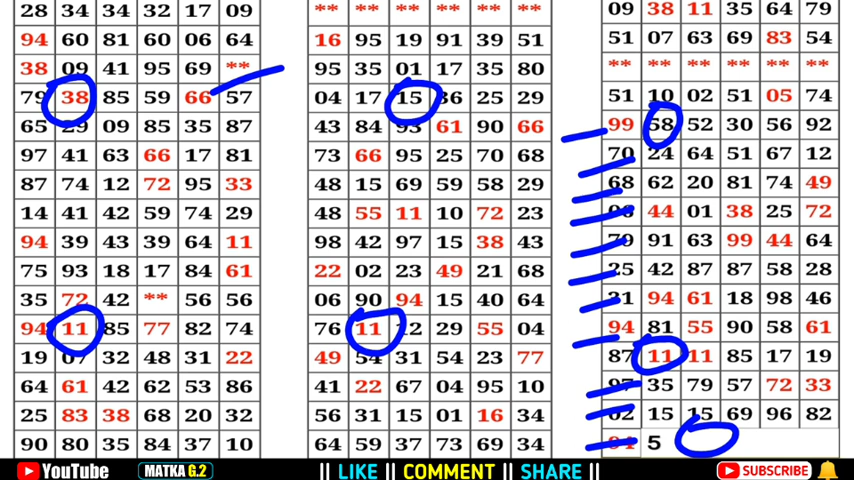 28 34 34 32 17 09
94 60 81 60 06 64
38 09 41 95 69 **
79 38 85 59 66 57
65 29 09 85 35 87
97 41 63 66 17 81
87 74 12 72 95 33
14 41 42 59 74 29
94 39 43 39 64 11
75 93 18 17 84 61
35 72 42 ** 56 56
94 11 85 77 82 74
19 07 32 48 31 22
64 61 42 62 53 86
25 83 38 68 20 32
90 80 35 84 37 10
** ** ** ** ** **
16 95 19 91 39 51
95 35 01 17 35 80
04 17 15 36 25 29
43 84 93 61 90 66
73 66 95 25 70 68
48 15 69 59 58 29
48 55 11 10 72 23
98 42 97 15 38 43
22 02 23 49 21 68
06 90 94 15 40 64
76 11 12 29 55 04
49 54 31 54 23 77
41 22 67 04 95 10
56 31 15 01 16 34
64 59 37 73 69 34
09 38 11 35 64 79
51 07 63 69 83 54
** ** ** ** ** **
51 10 02 51 05 74
99 58 52 30 56 92
70 24 64 51 67 12
68 62 20 81 74 49
06 44 01 38 25 72
79 91 63 99 44 64
25 42 87 87 58 28
31 94 61 18 98 46
94 81 55 90 58 61
87 11 11 85 17 19
97 35 79 57 72 33
02 15 15 69 96 82
94 5
YouTube MATKA G.2 || LIKE || COMMENT || SHARE || SUBSCRIBE